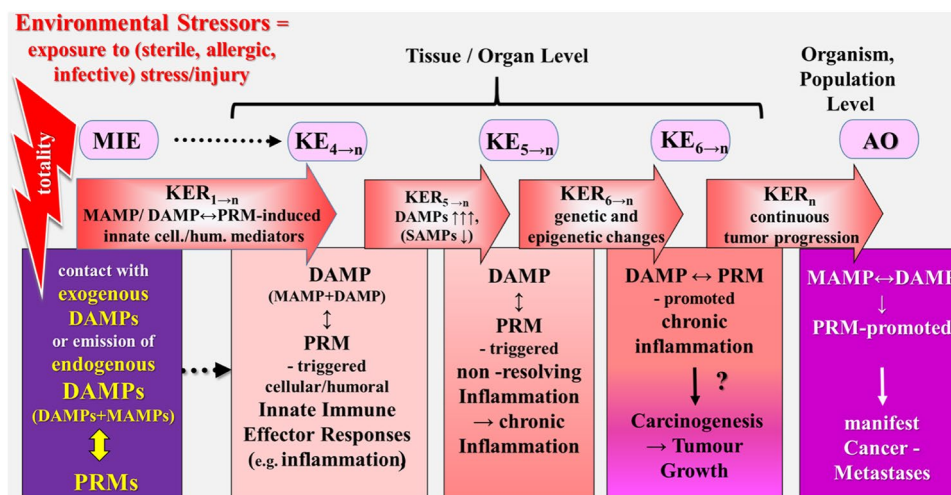 Environmental Stressors =
exposure to (sterile, allergic,
infective) stress/injury
totality
Tissue / Organ Level
Organism,
Population
Level
MIE
KE4→n
KE5→n
KE6→n
AO
KER1→n
MAMP/ DAMP↔PRM-induced
innate cell./hum. mediators
KER5→n
DAMPs ↑↑↑,
(SAMPs ↓)
KER6→n
genetic and
epigenetic changes
KERn
continuous
tumor progression
contact with
exogenous
DAMPs
or emission of
endogenous
DAMPs
(DAMPs+MAMPs)
PRMs
DAMP
(MAMP+DAMP)
↕
PRM
- triggered
cellular/humoral
Innate Immune
Effector Responses
(e.g. inflammation)
DAMP
↕
PRM
- triggered
non -resolving
Inflammation
→ chronic
Inflammation
DAMP ↔ PRM
- promoted
chronic
inflammation
?
Carcinogenesis
→ Tumour
Growth
MAMP↔DAMP
↓
PRM-promoted
manifest
Cancer -
Metastases